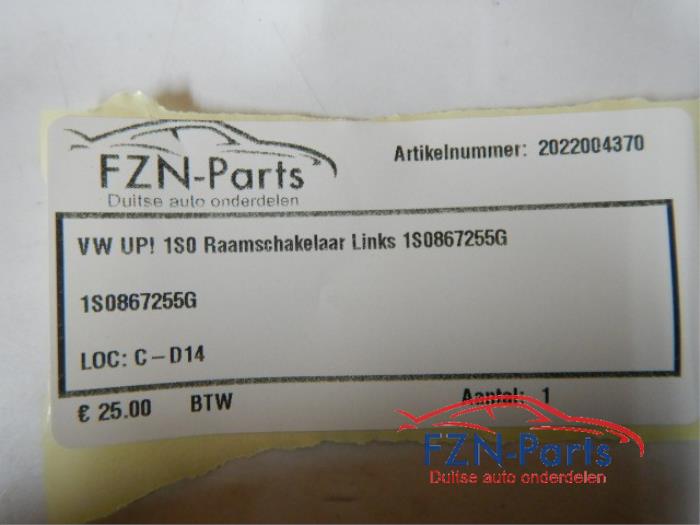 FZN-Parts
Duitse auto onderdelen
Artikelnummer: 2022004370
VW UP! 1S0 Raamschakelaar Links 1S0867255G
1S0867255G
LOC: C – D14
€ 25.00 BTW Aantal: 1
FZN-Parts
Duitse auto onderdelen